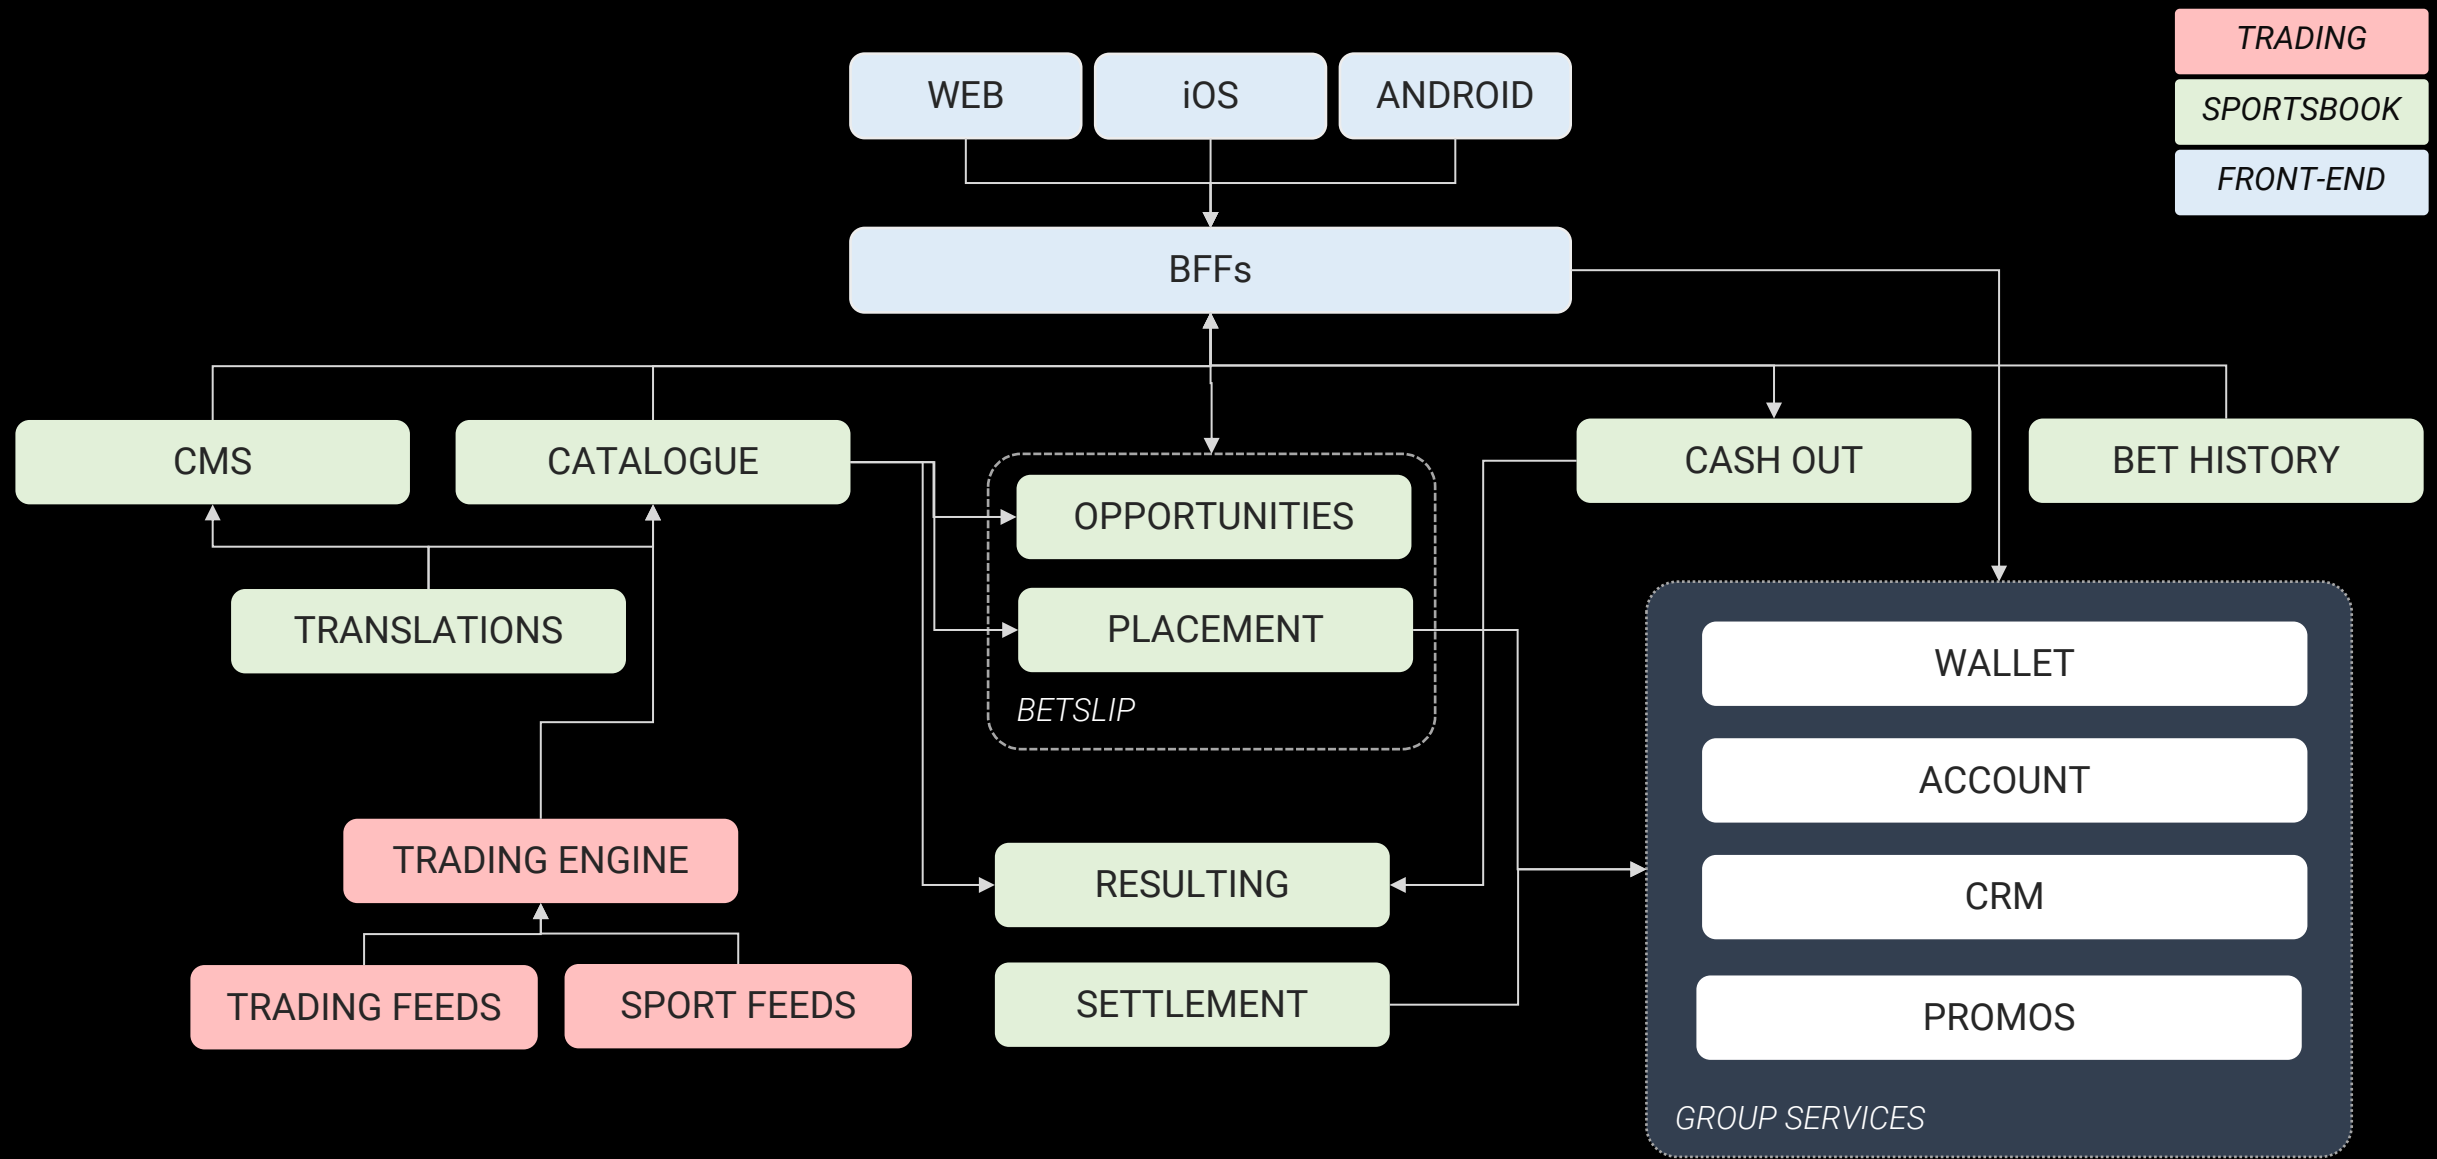 TRADING
SPORTSBOOK
FRONT-END
WEB
iOS
ANDROID
BFFs
CMS
CATALOGUE
CASH OUT
BET HISTORY
OPPORTUNITIES
PLACEMENT
BETSLIP
TRANSLATIONS
TRADING ENGINE
TRADING FEEDS
SPORT FEEDS
RESULTING
SETTLEMENT
WALLET
ACCOUNT
CRM
PROMOS
GROUP SERVICES